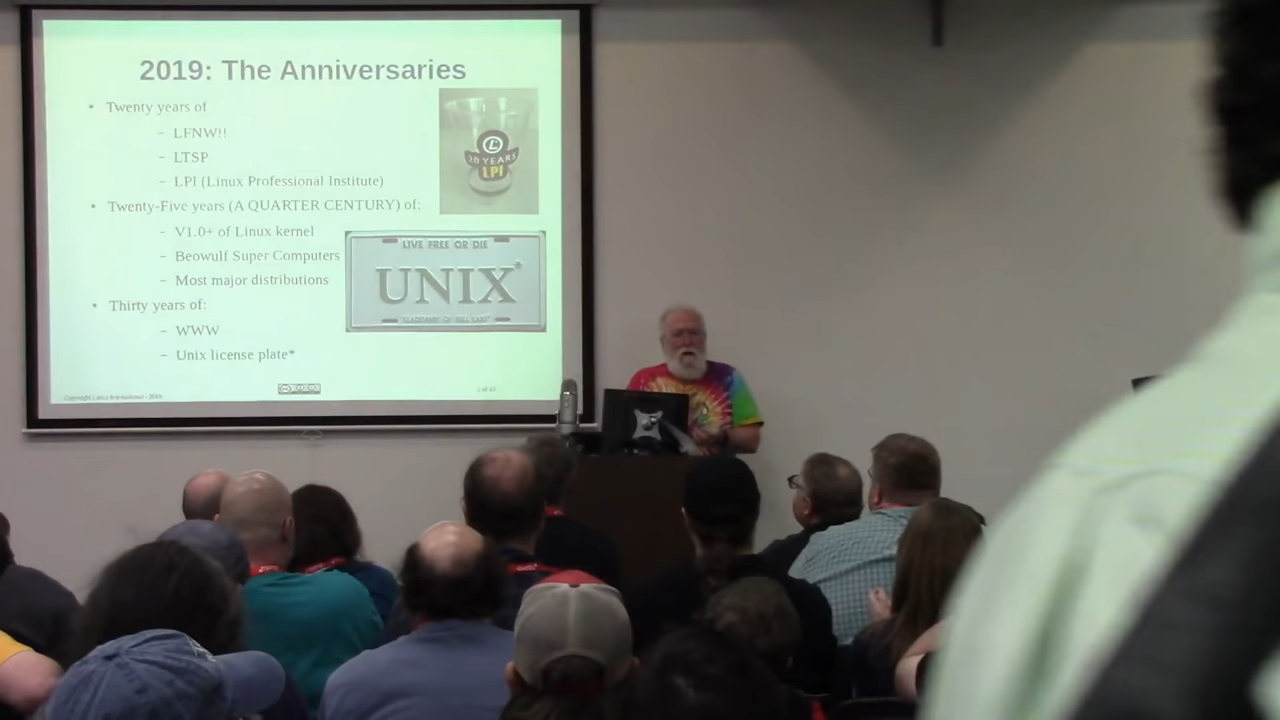 2019: The Anniversaries
• Twenty years of
– LFNW!!
– LTSP
– LPI (Linux Professional Institute)
• Twenty-Five years (A QUARTER CENTURY) of:
– V1.0+ of Linux kernel
– Beowulf Super Computers
– Most major distributions
• Thirty years of:
– WWW
– Unix license plate*
20 YEARS
LPI
LIVE FREE OR DIE
UNIX*